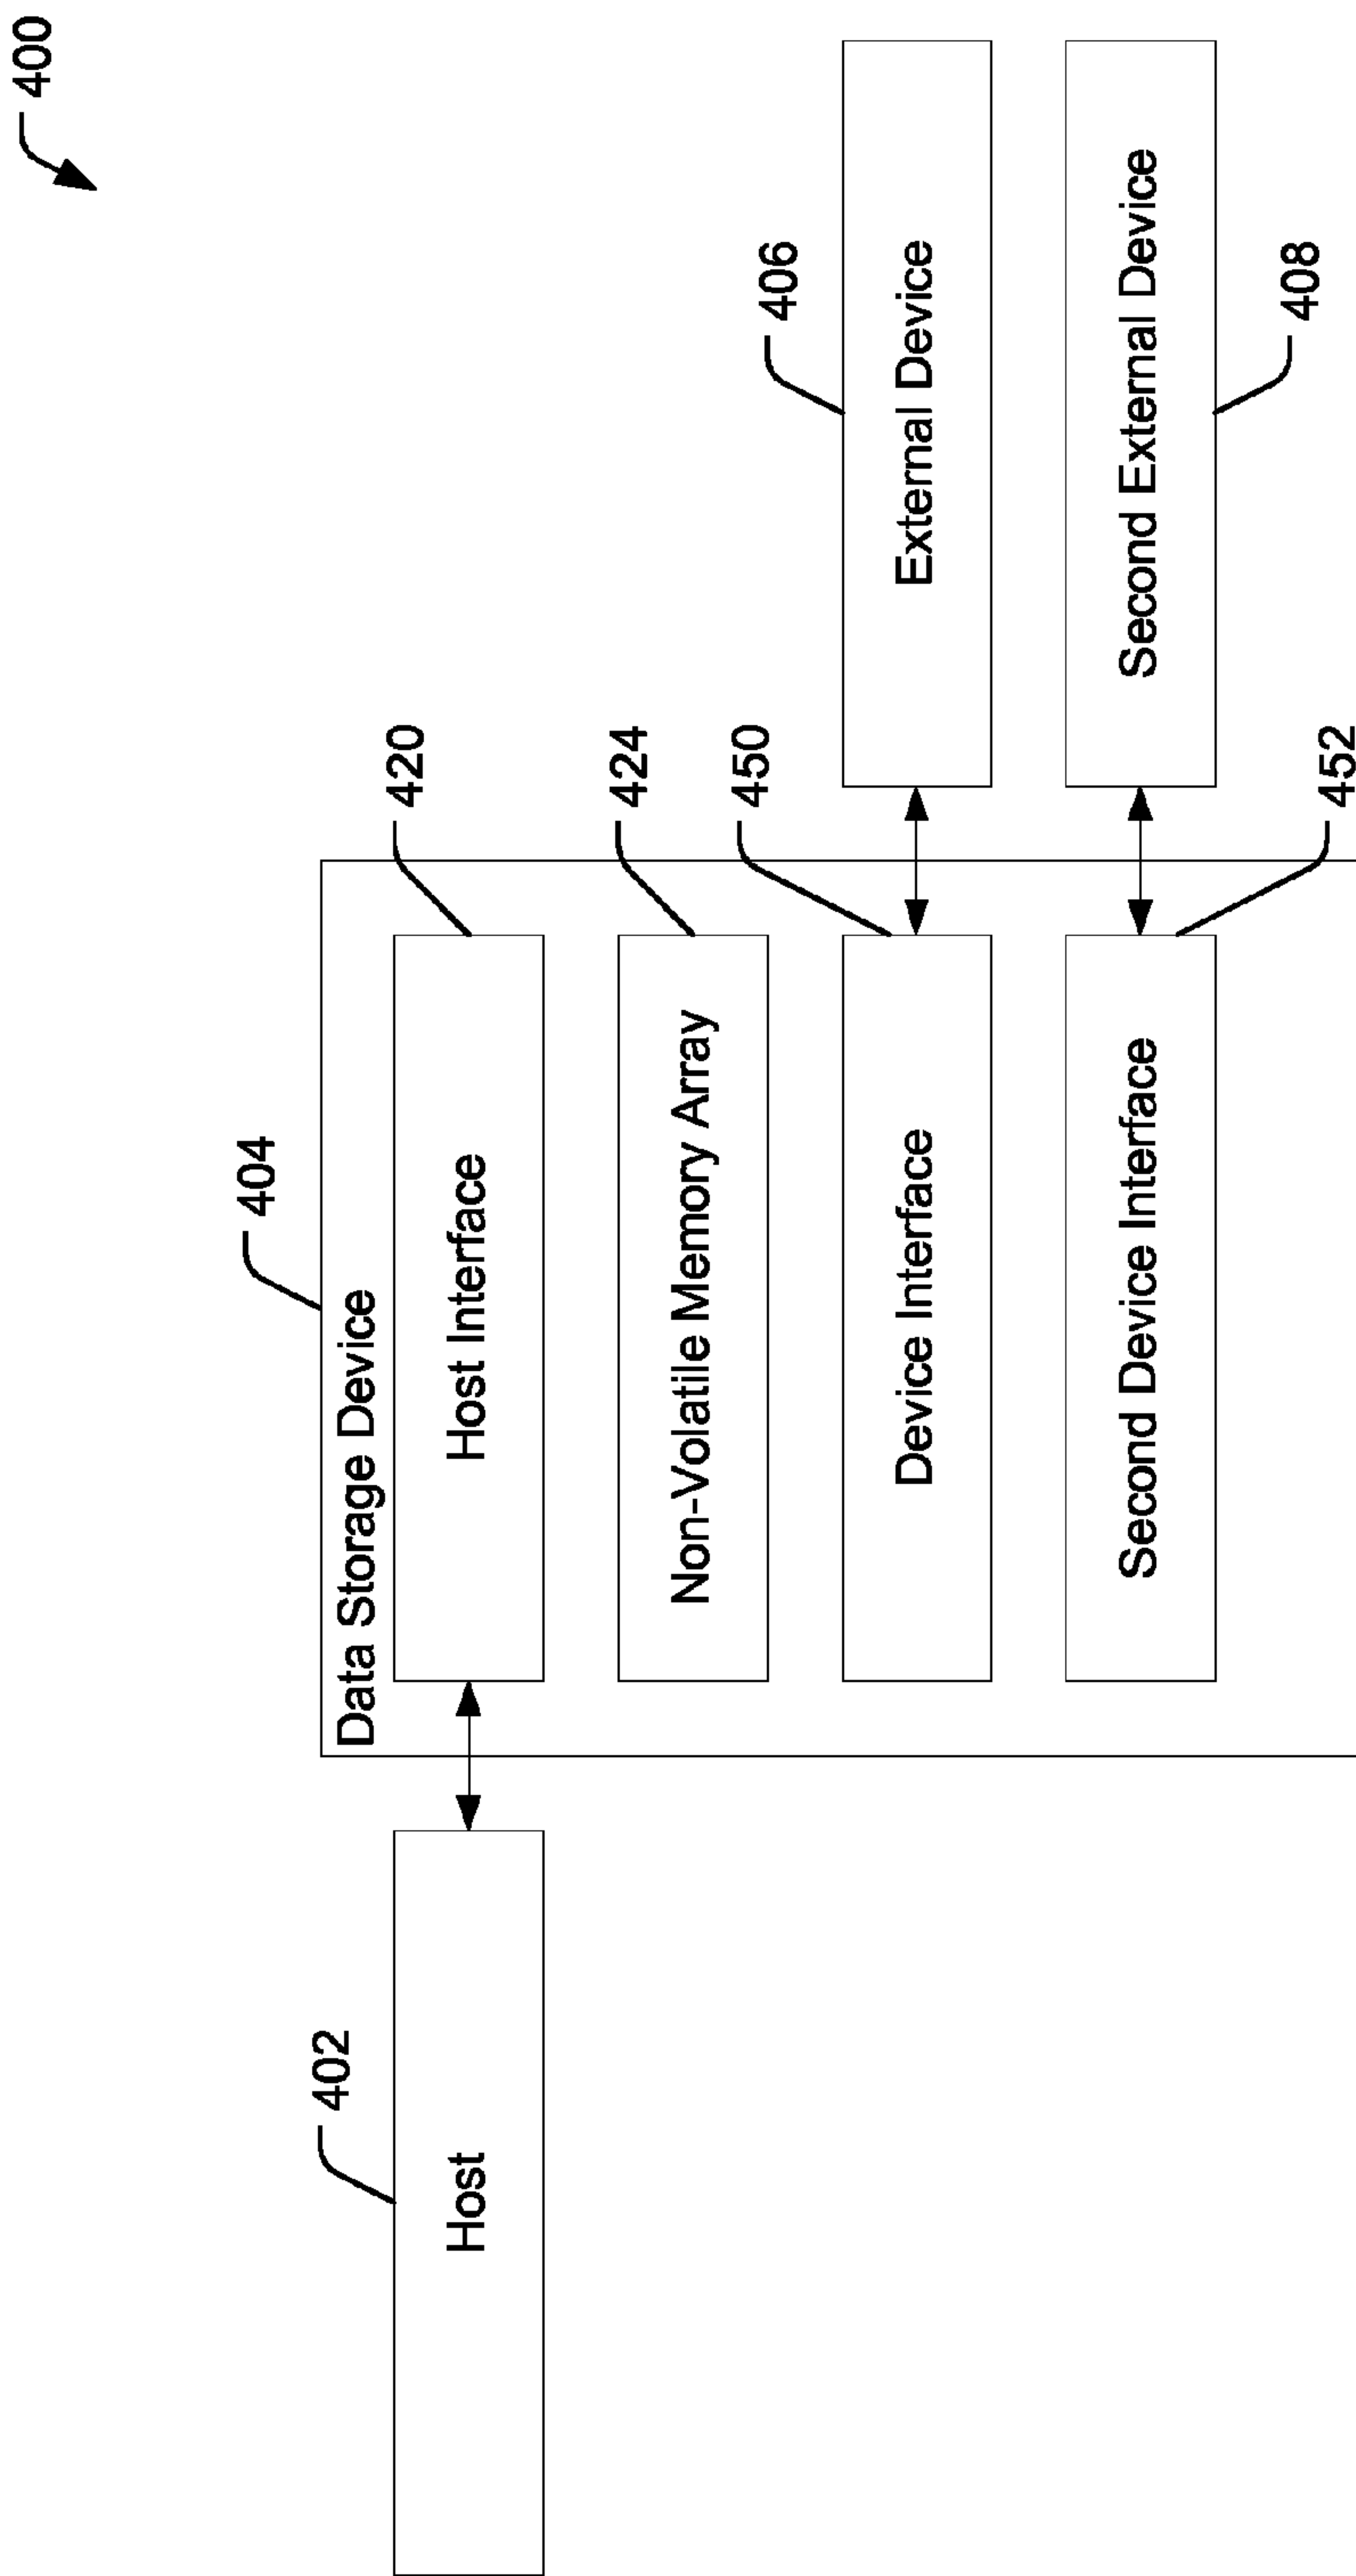 400
404
Data Storage Device
402
Host
420
Host Interface
424
Non-Volatile Memory Array
450
Device Interface
406
External Device
Second Device Interface
452
Second External Device
408